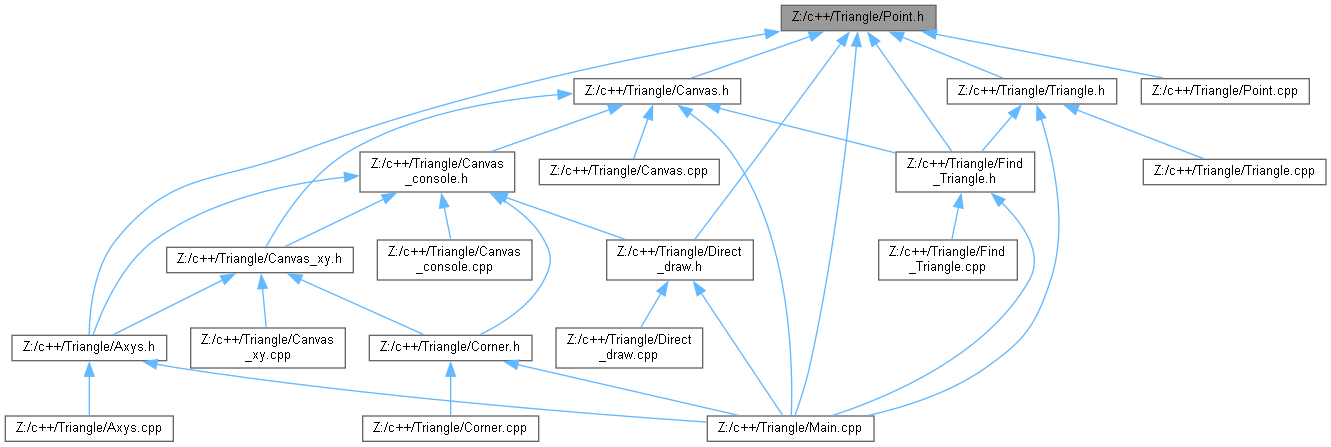 Z:/c++/Triangle/Point.h
Z:/c++/Triangle/Canvas.h
Z:/c++/Triangle/Triangle.h
Z:/c++/Triangle/Point.cpp
Z:/c++/Triangle/Canvas
_console.h
Z:/c++/Triangle/Canvas.cpp
Z:/c++/Triangle/Find
_Triangle.h
Z:/c++/Triangle/Triangle.cpp
Z:/c++/Triangle/Canvas_xy.h
Z:/c++/Triangle/Canvas
_console.cpp
Z:/c++/Triangle/Direct
_draw.h
Z:/c++/Triangle/Find
_Triangle.cpp
Z:/c++/Triangle/Axys.h
Z:/c++/Triangle/Canvas
_xy.cpp
Z:/c++/Triangle/Corner.h
Z:/c++/Triangle/Direct
_draw.cpp
Z:/c++/Triangle/Axys.cpp
Z:/c++/Triangle/Corner.cpp
Z:/c++/Triangle/Main.cpp